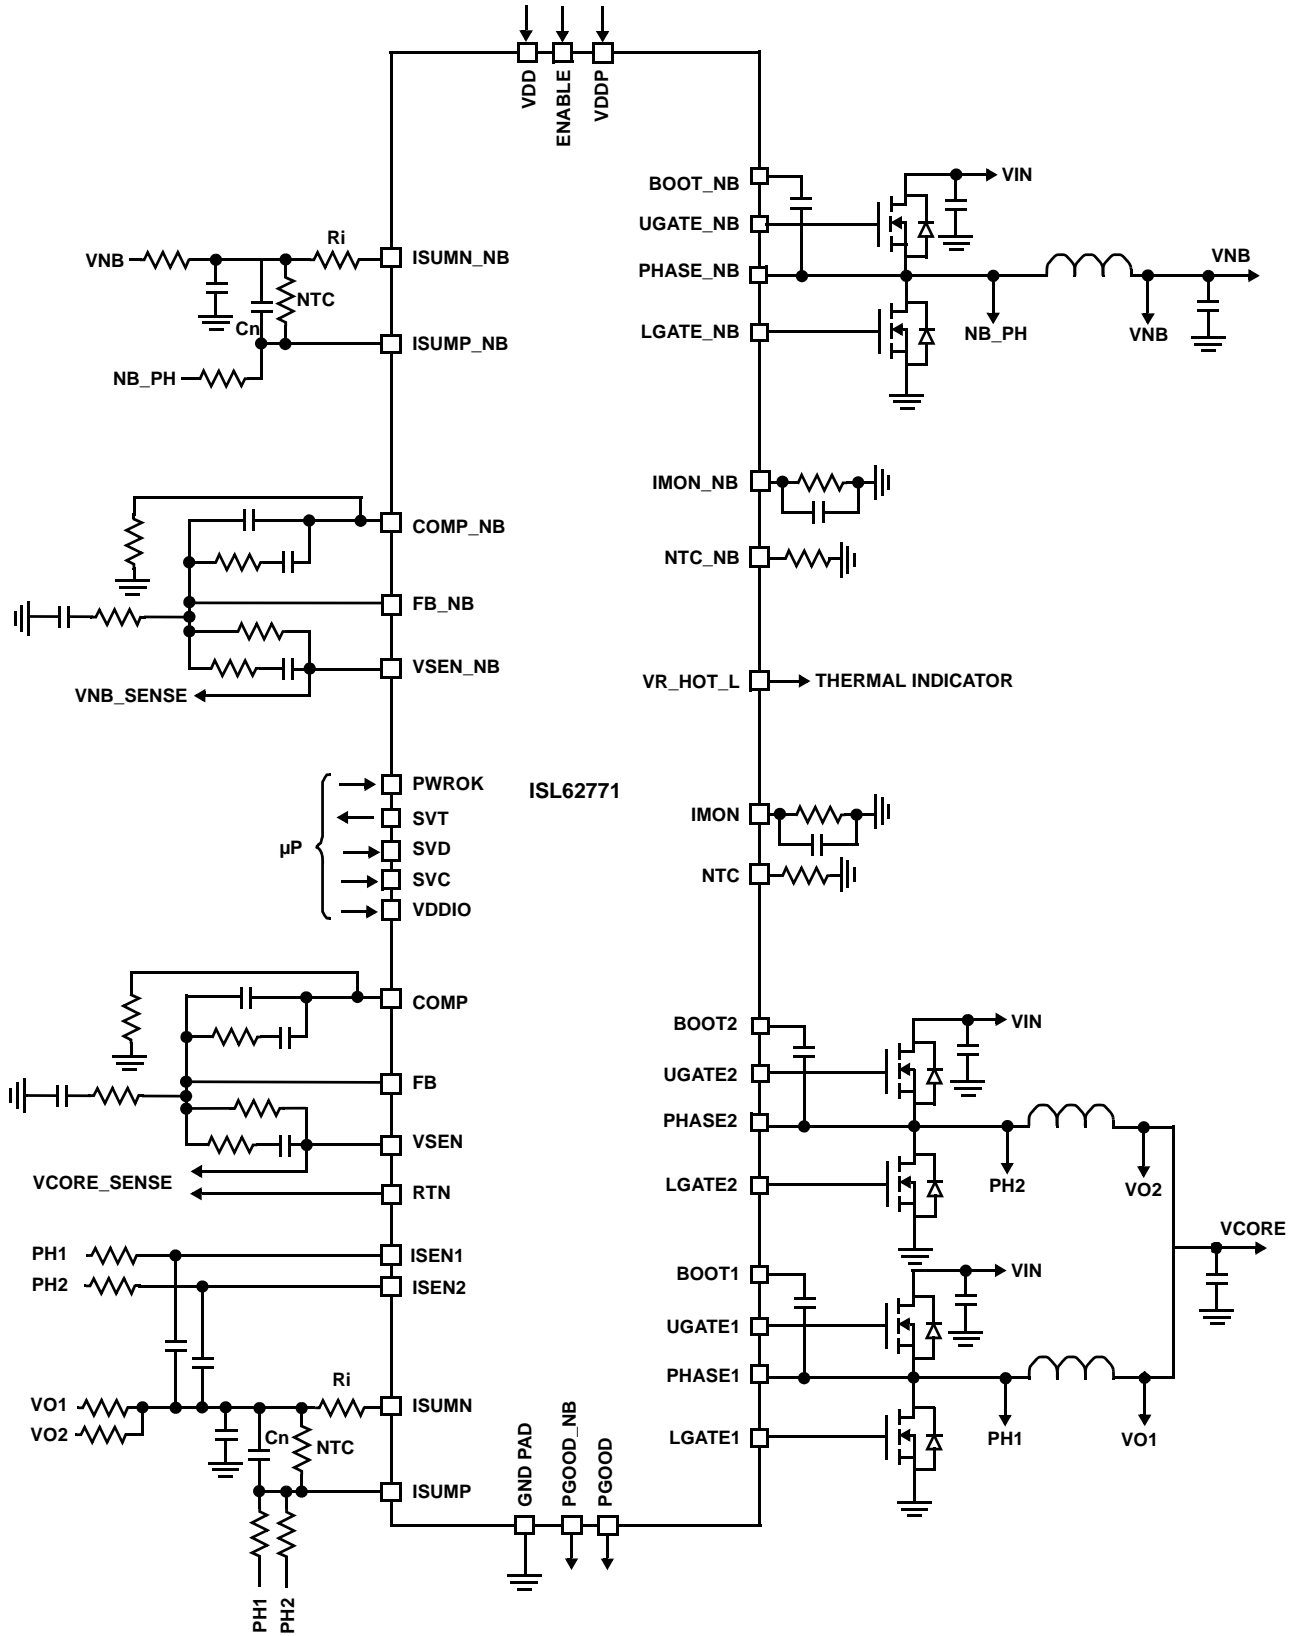 VDD
ENABLE
VDDP
BOOT_NB
VIN
UGATE_NB
PHASE_NB
VNB
LGATE_NB
NB_PH
VNB
VNB
Ri
ISUMN_NB
NTC
Cn
ISUMP_NB
NB_PH
IMON_NB
COMP_NB
NTC_NB
FB_NB
VSEN_NB
VNB_SENSE
VR_HOT_L
THERMAL INDICATOR
PWROK
ISL62771
SVT
µP
SVD
SVC
VDDIO
IMON
NTC
COMP
FB
VSEN
VCORE_SENSE
RTN
BOOT2
VIN
UGATE2
PHASE2
LGATE2
PH2
VO2
VCORE
PH1
ISEN1
PH2
ISEN2
BOOT1
VIN
UGATE1
PHASE1
LGATE1
PH1
VO1
Ri
VO1
ISUMN
VO2
Cn
NTC
ISUMP
PH1
PH2
GND PAD
PGOOD_NB
PGOOD